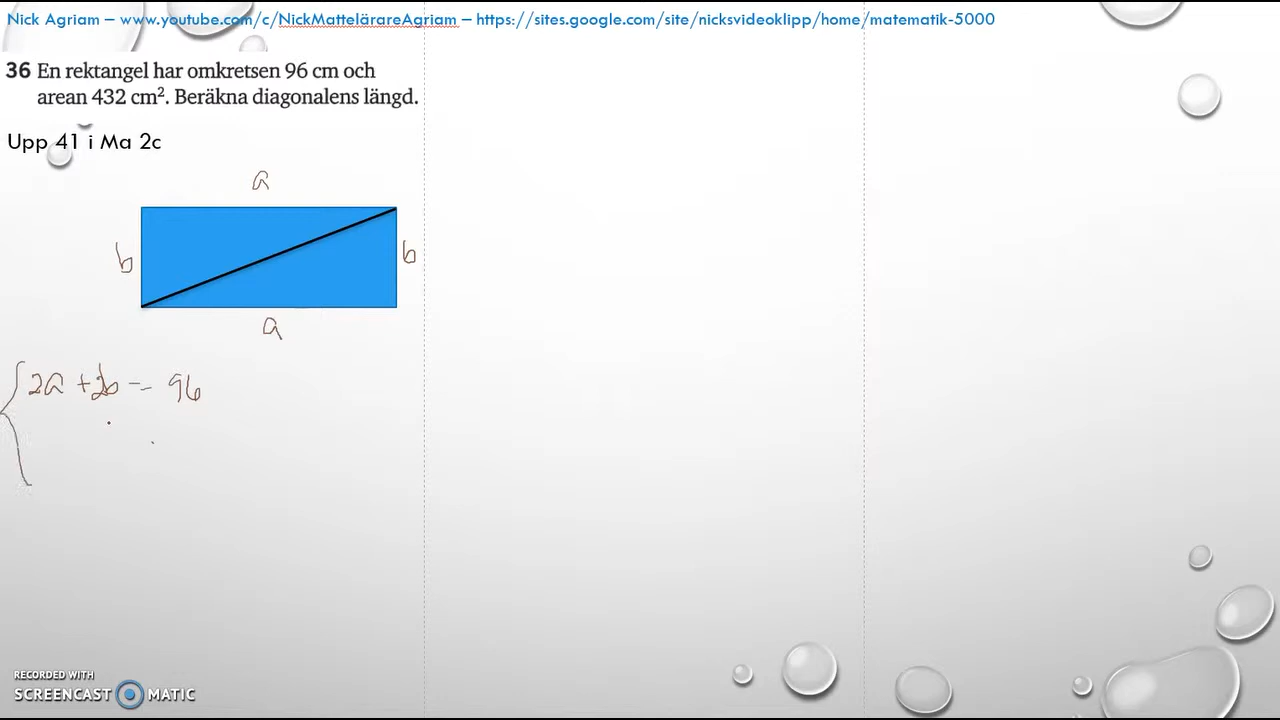 Nick Agriam – www.youtube.com/c/NickMattelärareAgriam – https://sites.google.com/site/nicksvideoklipp/home/matematik-5000
36 En rektangel har omkretsen 96 cm och
arean 432 cm². Beräkna diagonalens längd.
Upp 41 i Ma 2c
a
b
b
a
2a + 2b = 96
RECORDED WITH
SCREENCAST MATIC